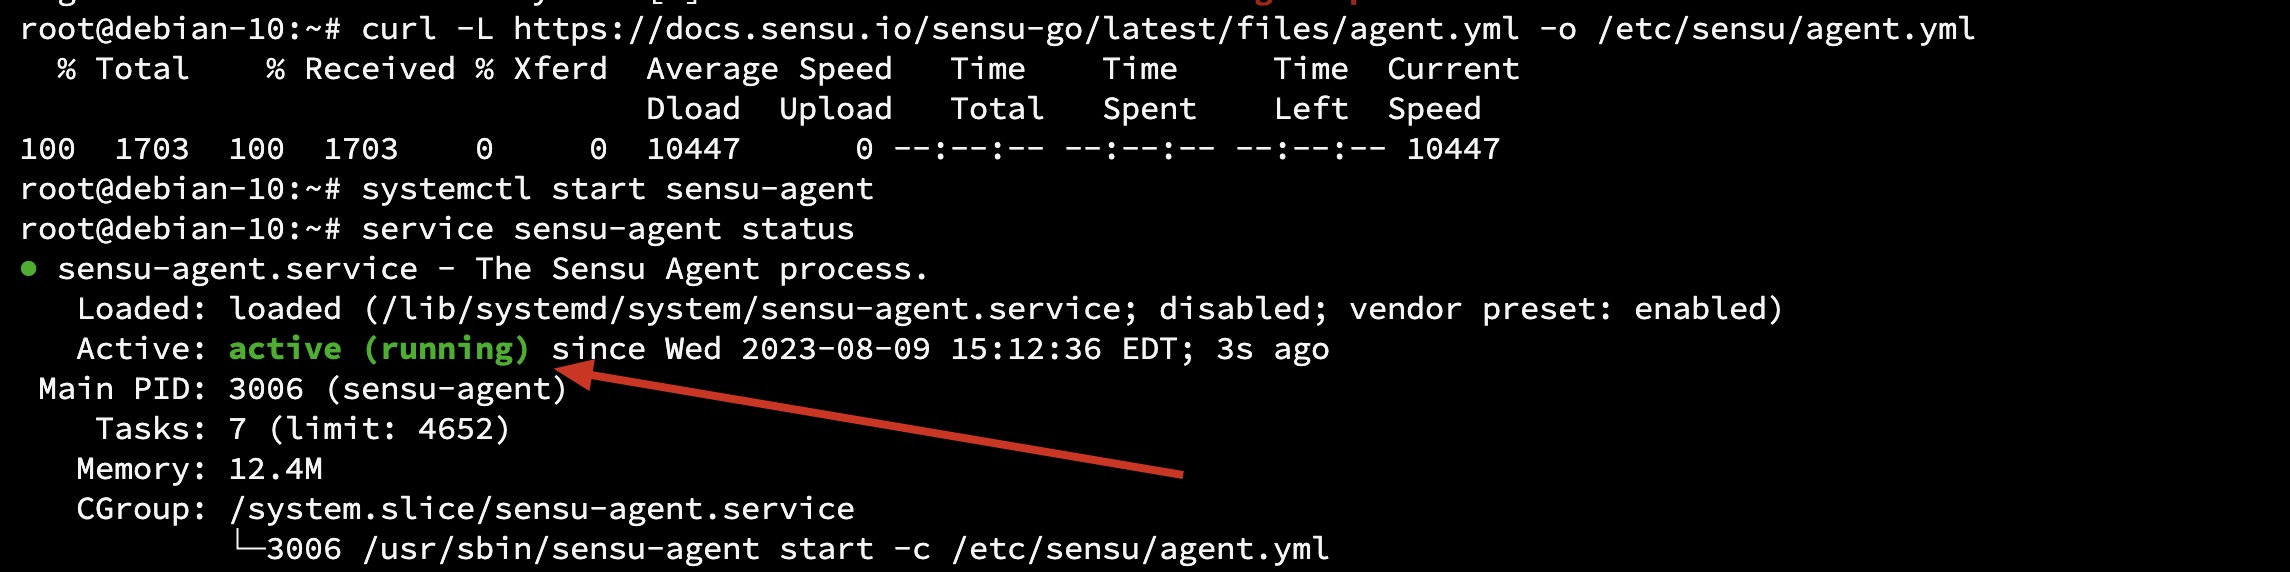 root@debian-10:~# curl -L https://docs.sensu.io/sensu-go/latest/files/agent.yml -o /etc/sensu/agent.yml
  % Total    % Received % Xferd  Average Speed   Time    Time     Time  Current
                                 Dload  Upload   Total   Spent    Left  Speed
100  1703  100  1703    0     0  10447      0 --:--:-- --:--:-- --:--:-- 10447
root@debian-10:~# systemctl start sensu-agent
root@debian-10:~# service sensu-agent status
● sensu-agent.service - The Sensu Agent process.
   Loaded: loaded (/lib/systemd/system/sensu-agent.service; disabled; vendor preset: enabled)
   Active: active (running) since Wed 2023-08-09 15:12:36 EDT; 3s ago
 Main PID: 3006 (sensu-agent)
    Tasks: 7 (limit: 4652)
   Memory: 12.4M
   CGroup: /system.slice/sensu-agent.service
           └─3006 /usr/sbin/sensu-agent start -c /etc/sensu/agent.yml